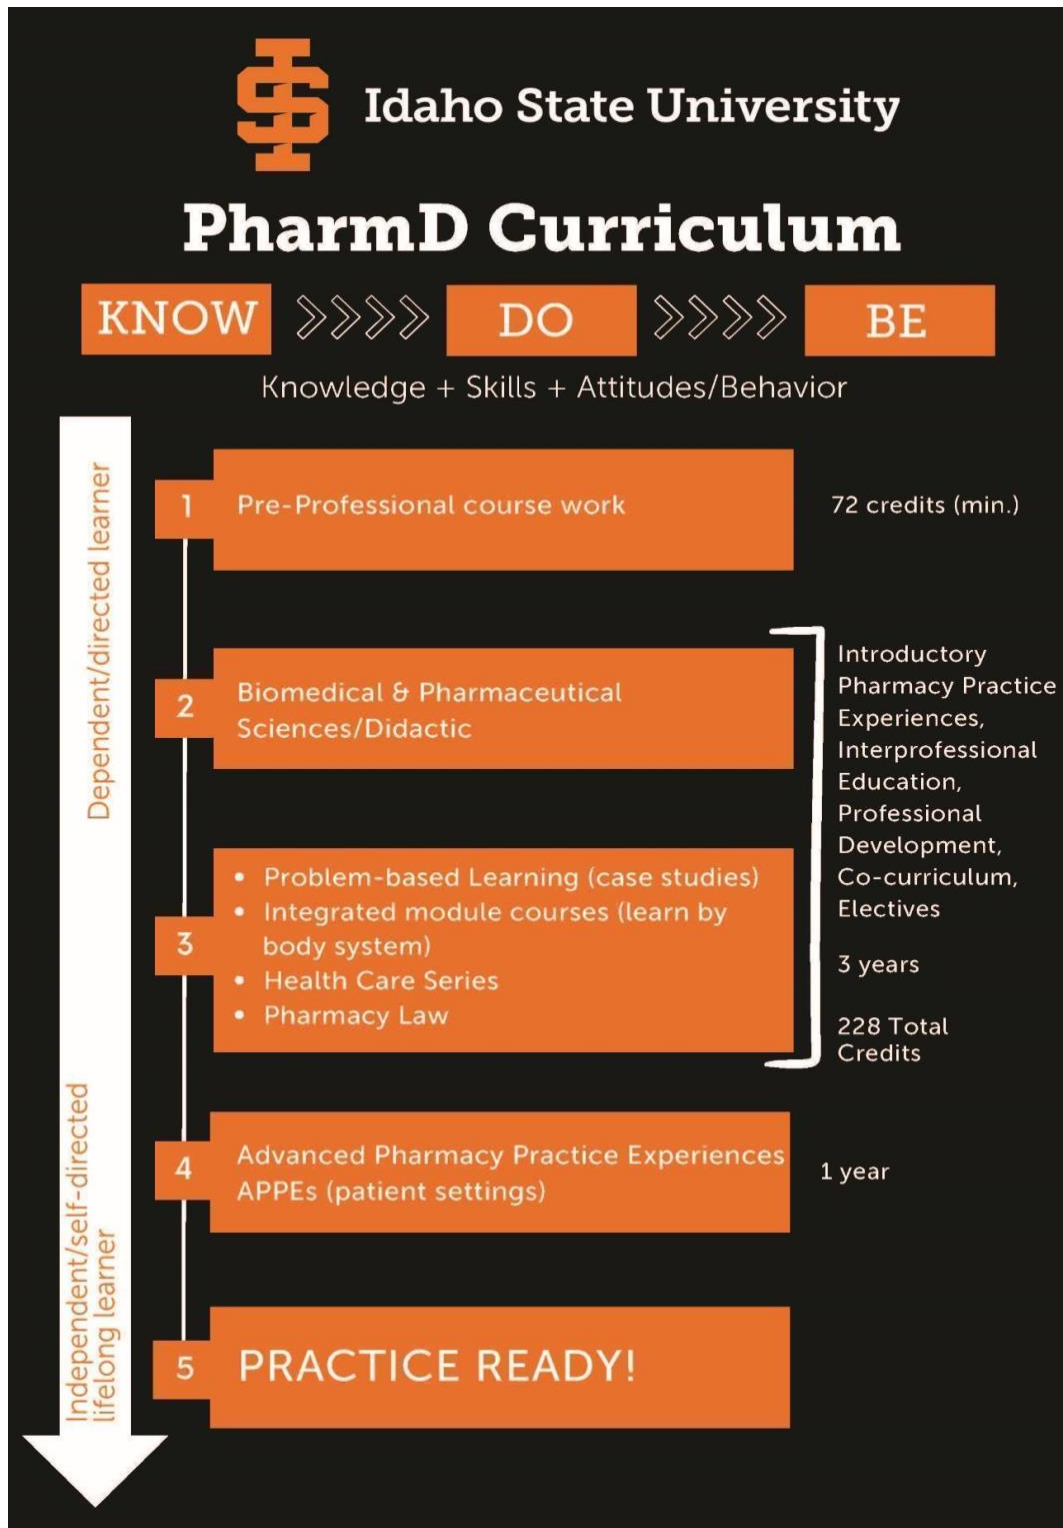 Idaho State University
PharmD Curriculum
KNOW
DO
BE
Knowledge + Skills + Attitudes/Behavior
Dependent/directed learner
1
Pre-Professional course work
72 credits (min.)
2
Biomedical & Pharmaceutical
Sciences/Didactic
3
• Problem-based Learning (case studies)
• Integrated module courses (learn by
body system)
• Health Care Series
• Pharmacy Law
Introductory
Pharmacy Practice
Experiences,
Interprofessional
Education,
Professional
Development,
Co-curriculum,
Electives
3 years
228 Total
Credits
Independent/self-directed
lifelong learner
4
Advanced Pharmacy Practice Experiences
APPEs (patient settings)
1 year
5
PRACTICE READY!